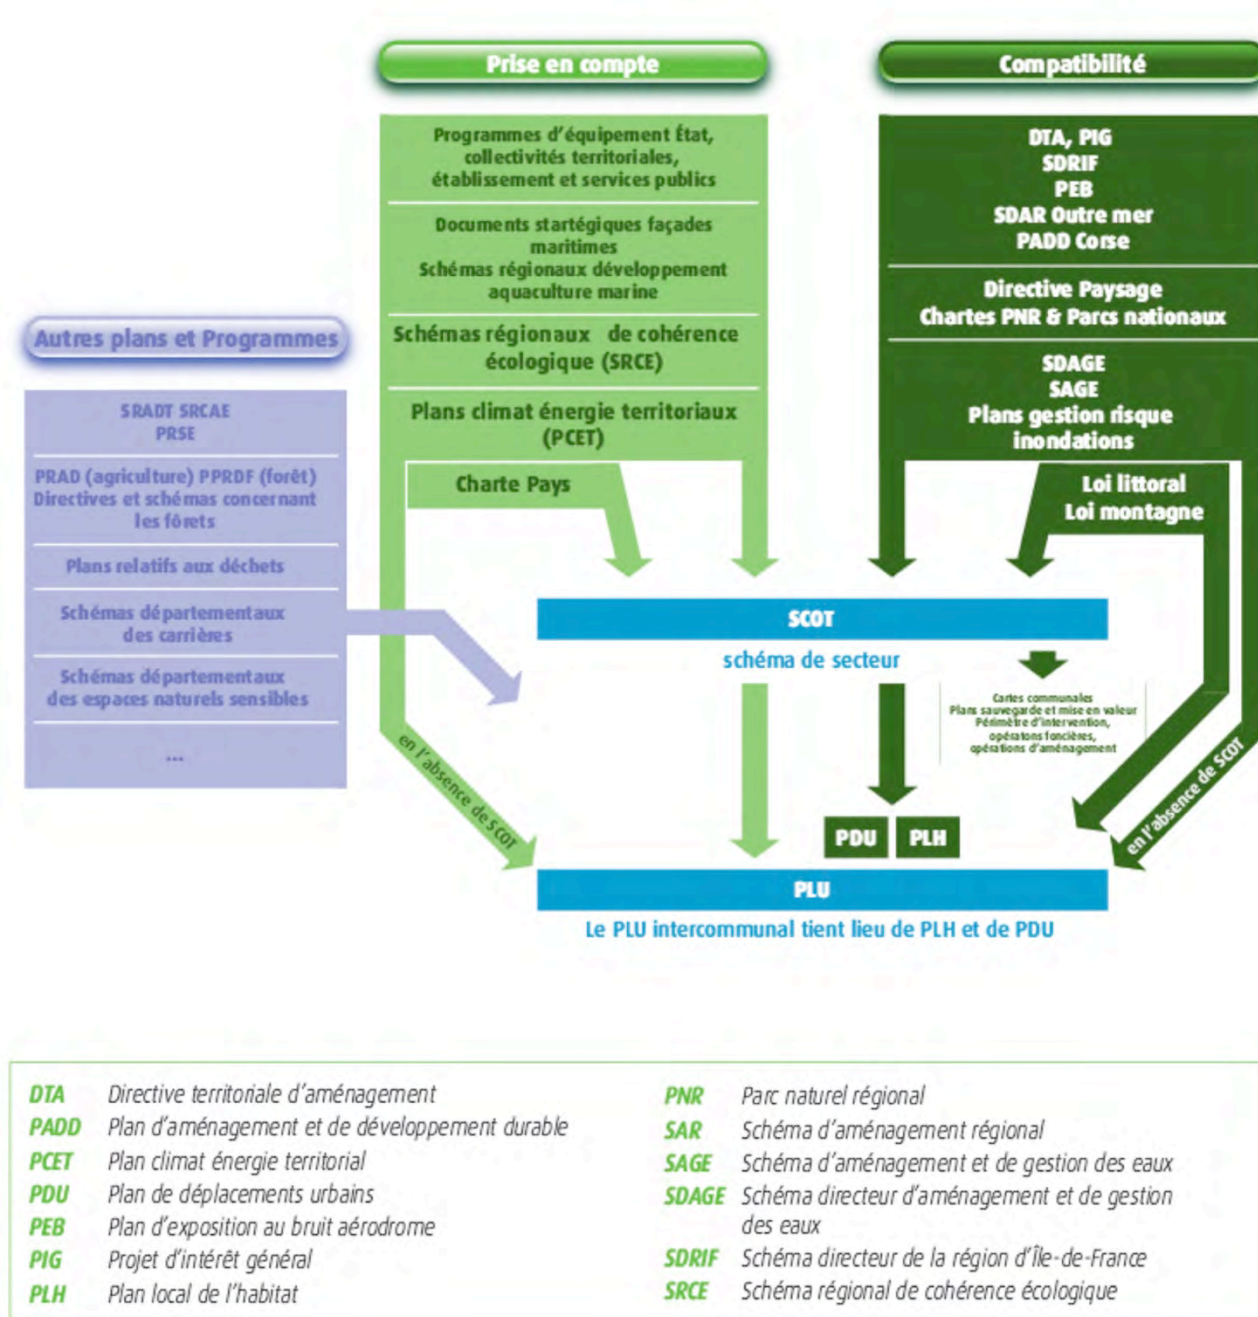 Prise en compte
Programmes d'équipement État,
collectivités territoriales,
établissement et services publics
Documents startégiques façades
maritimes
Schémas régionaux développement
aquaculture marine
Schémas régionaux de cohérence
écologique (SRCE)
Plans climat énergie territoriaux
(PCET)
Charte Pays
Compatibilité
DTA, PIG
SDRIF
PEB
SDAR Outre mer
PADD Corse
Directive Paysage
Chartes PNR & Parcs nationaux
SDAGE
SAGE
Plans gestion risque
inondations
Loi littoral
Loi montagne
Autres plans et Programmes
SRADT SRCAE
PRSE
PRAD (agriculture) PPRDF (forêt)
Directives et schémas concernant
les fôrets
Plans relatifs aux déchets
Schémas départementaux
des carrières
Schémas départementaux
des espaces naturels sensibles
...
SCOT
schéma de secteur
Cartes communales
Plans sauvegarde et mise en valeur
Périmètre d'intervention,
opératons foncières,
opérations d'aménagement
en l'absence de SCOT
en l'absence de SCOT
PDU
PLH
PLU
Le PLU intercommunal tient lieu de PLH et de PDU
DTA Directive territoriale d'aménagement
PADD Plan d'aménagement et de développement durable
PCET Plan climat énergie territorial
PDU Plan de déplacements urbains
PEB Plan d'exposition au bruit aérodrome
PIG Projet d'intérêt général
PLH Plan local de l'habitat
PNR Parc naturel régional
SAR Schéma d'aménagement régional
SAGE Schéma d'aménagement et de gestion des eaux
SDAGE Schéma directeur d'aménagement et de gestion
des eaux
SDRIF Schéma directeur de la région d'Île-de-France
SRCE Schéma régional de cohérence écologique